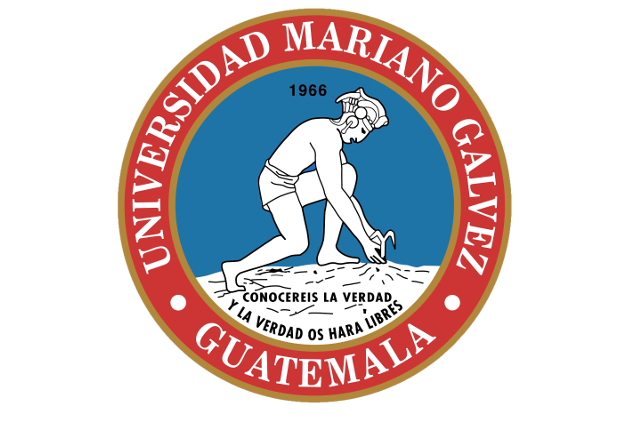 UNIVERSIDAD MARIANO GALVEZ
1966
CONOCEREIS LA VERDAD
Y LA VERDAD OS HARA LIBRES
GUATEMALA